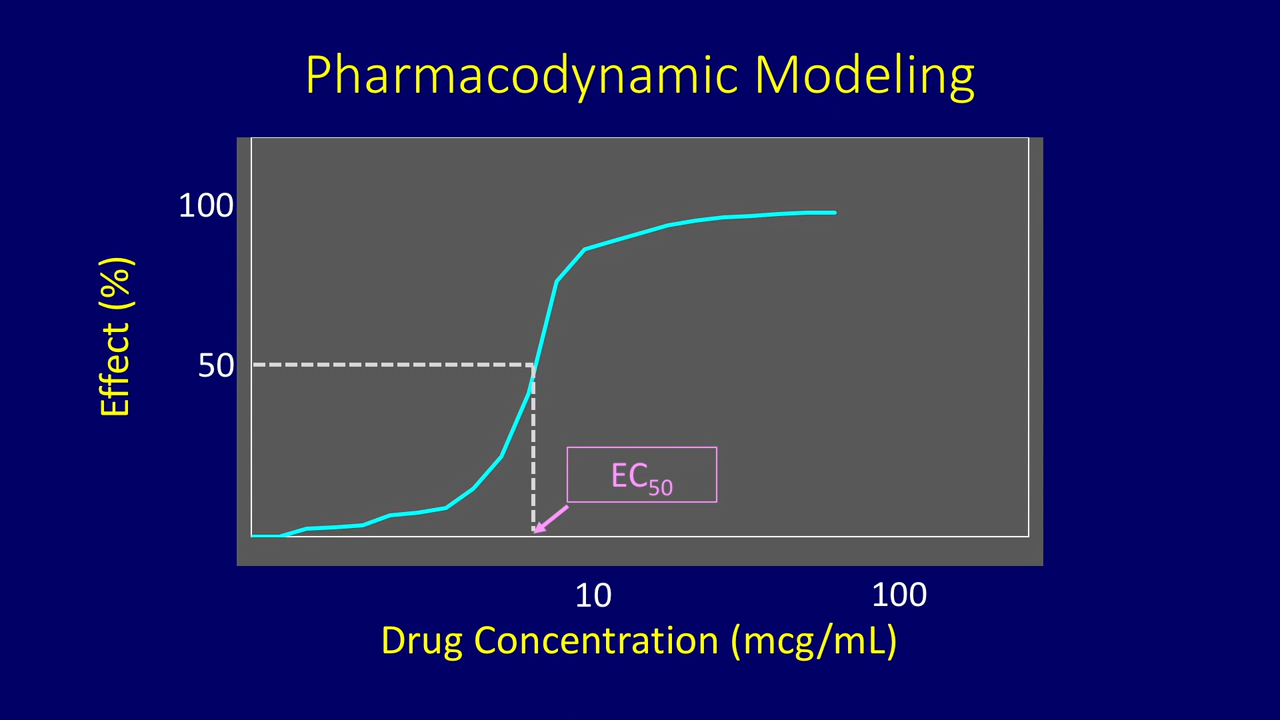 Pharmacodynamic Modeling
100
Effect (%)
50
EC₅₀
10 100
Drug Concentration (mcg/mL)